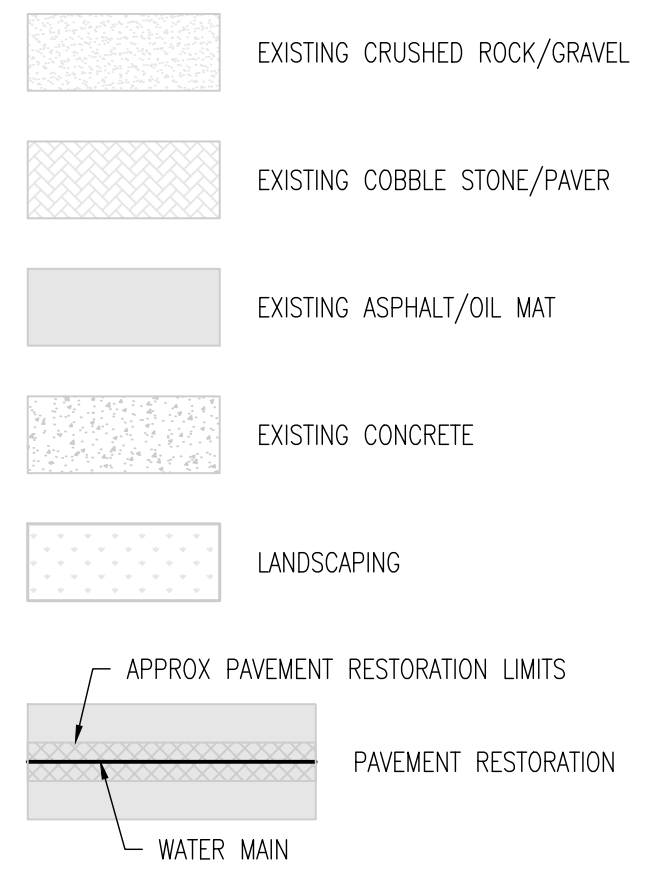 EXISTING CRUSHED ROCK/GRAVEL
EXISTING COBBLE STONE/PAVER
EXISTING ASPHALT/OIL MAT
EXISTING CONCRETE
LANDSCAPING
APPROX PAVEMENT RESTORATION LIMITS
PAVEMENT RESTORATION
WATER MAIN